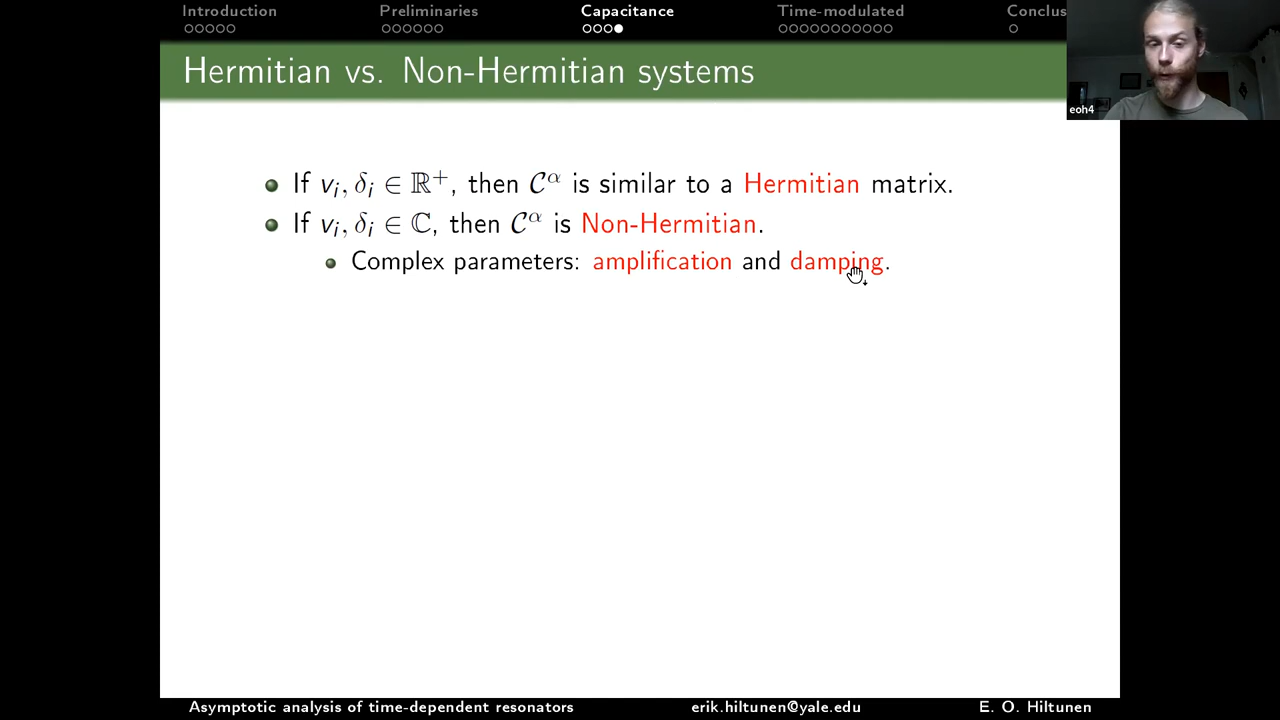 Introduction Preliminaries Capacitance Time-modulated Conclus
Hermitian vs. Non-Hermitian systems
eoh4
If v_i, δ_i ∈ ℝ⁺, then 𝒞^α is similar to a Hermitian matrix.
If v_i, δ_i ∈ ℂ, then 𝒞^α is Non-Hermitian.
Complex parameters: amplification and damping.
Asymptotic analysis of time-dependent resonators erik.hiltunen@yale.edu E. O. Hiltunen